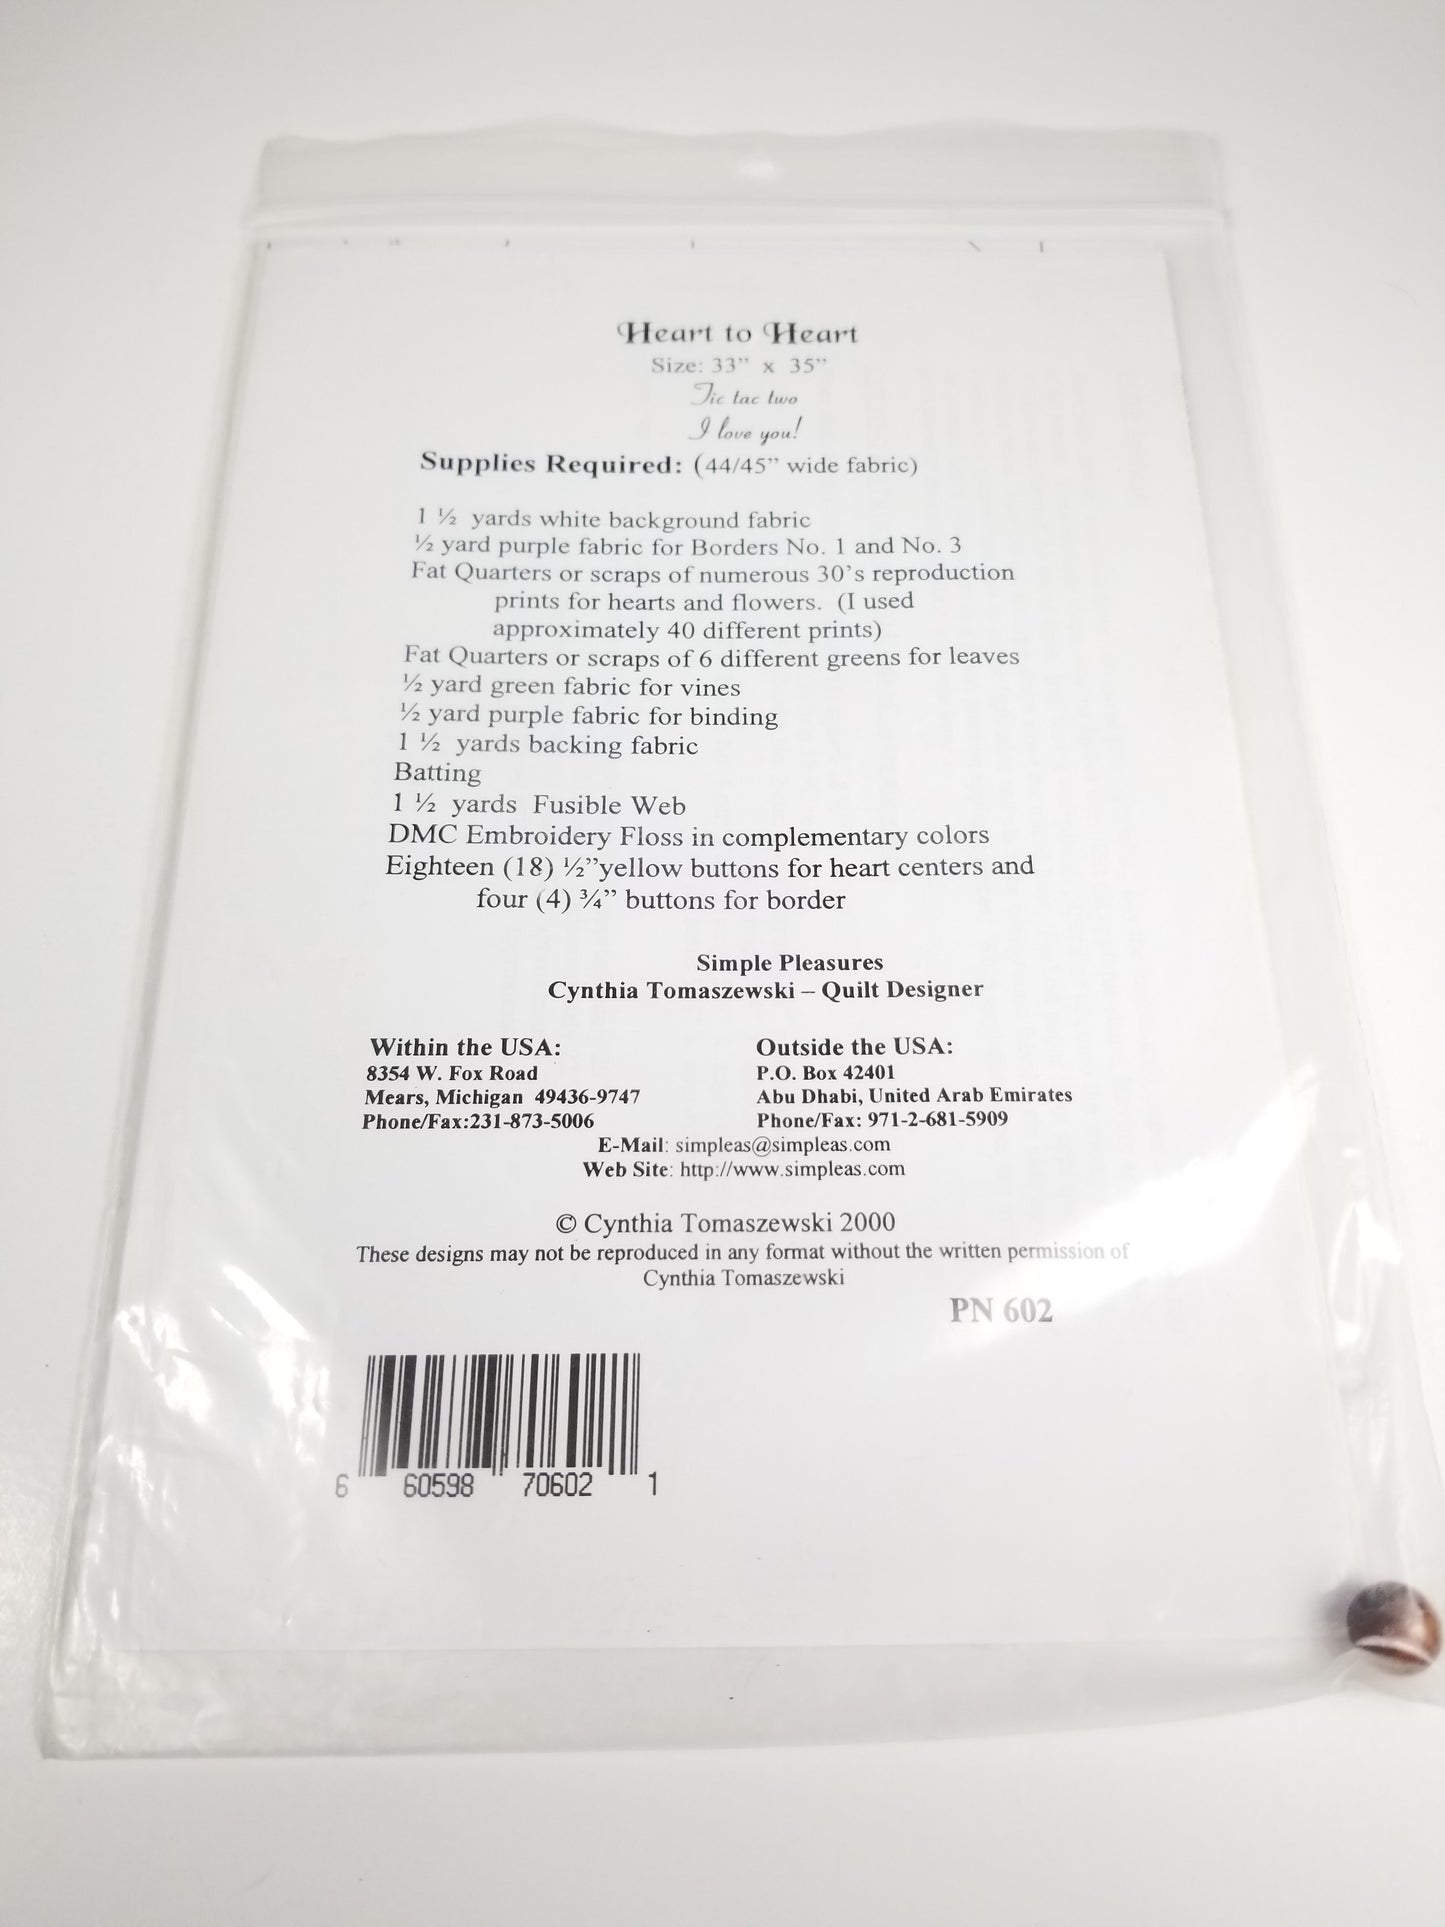 Heart to Heart
Size: 33” x 35”
Tic tac two
I love you!
Supplies Required: (44/45” wide fabric)
1 ½ yards white background fabric
½ yard purple fabric for Borders No. 1 and No. 3
Fat Quarters or scraps of numerous 30’s reproduction
prints for hearts and flowers. (I used
approximately 40 different prints)
Fat Quarters or scraps of 6 different greens for leaves
½ yard green fabric for vines
½ yard purple fabric for binding
1 ½ yards backing fabric
Batting
1 ½ yards Fusible Web
DMC Embroidery Floss in complementary colors
Eighteen (18) ½”yellow buttons for heart centers and
four (4) ¾” buttons for border
Simple Pleasures
Cynthia Tomaszewski – Quilt Designer
Within the USA:
8354 W. Fox Road
Mears, Michigan 49436-9747
Phone/Fax:231-873-5006
Outside the USA:
P.O. Box 42401
Abu Dhabi, United Arab Emirates
Phone/Fax: 971-2-681-5909
E-Mail: simpleas@simpleas.com
Web Site: http://www.simpleas.com
© Cynthia Tomaszewski 2000
These designs may not be reproduced in any format without the written permission of
Cynthia Tomaszewski
PN 602
6 60598 70602 1